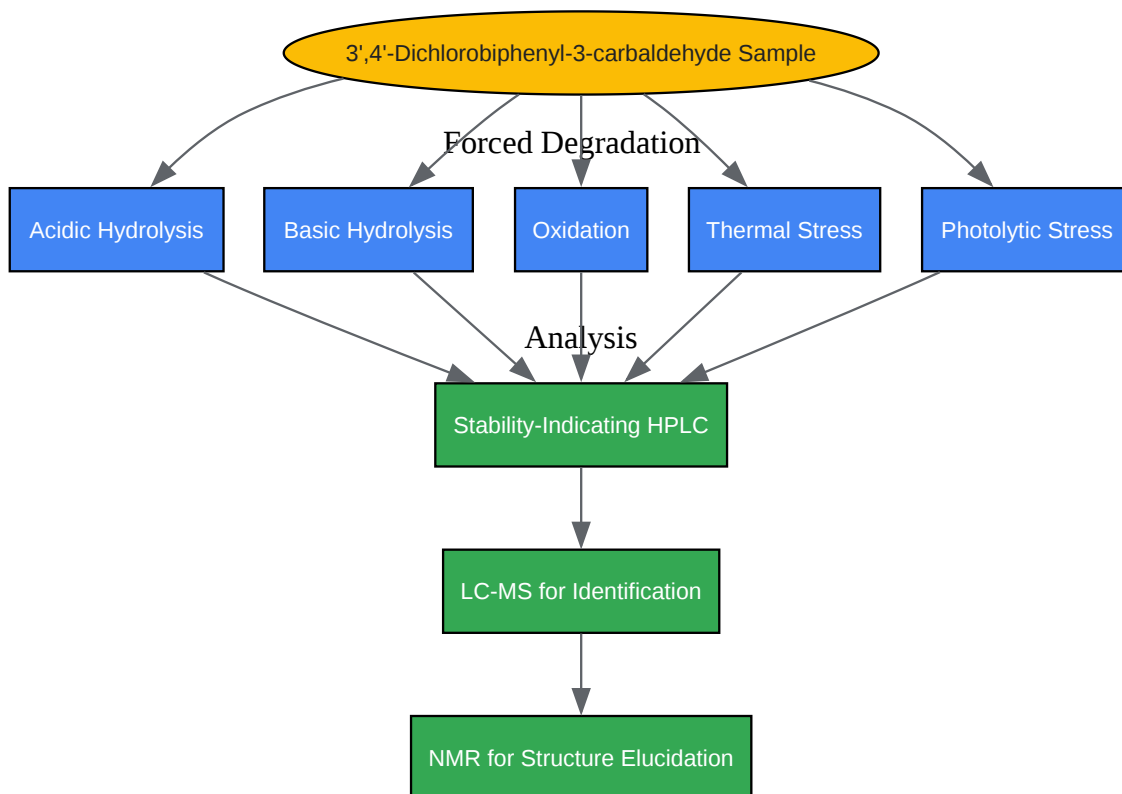 3',4'-Dichlorobiphenyl-3-carbaldehyde Sample
Forced Degradation
Acidic Hydrolysis
Basic Hydrolysis
Oxidation
Thermal Stress
Photolytic Stress
Analysis
Stability-Indicating HPLC
LC-MS for Identification
NMR for Structure Elucidation